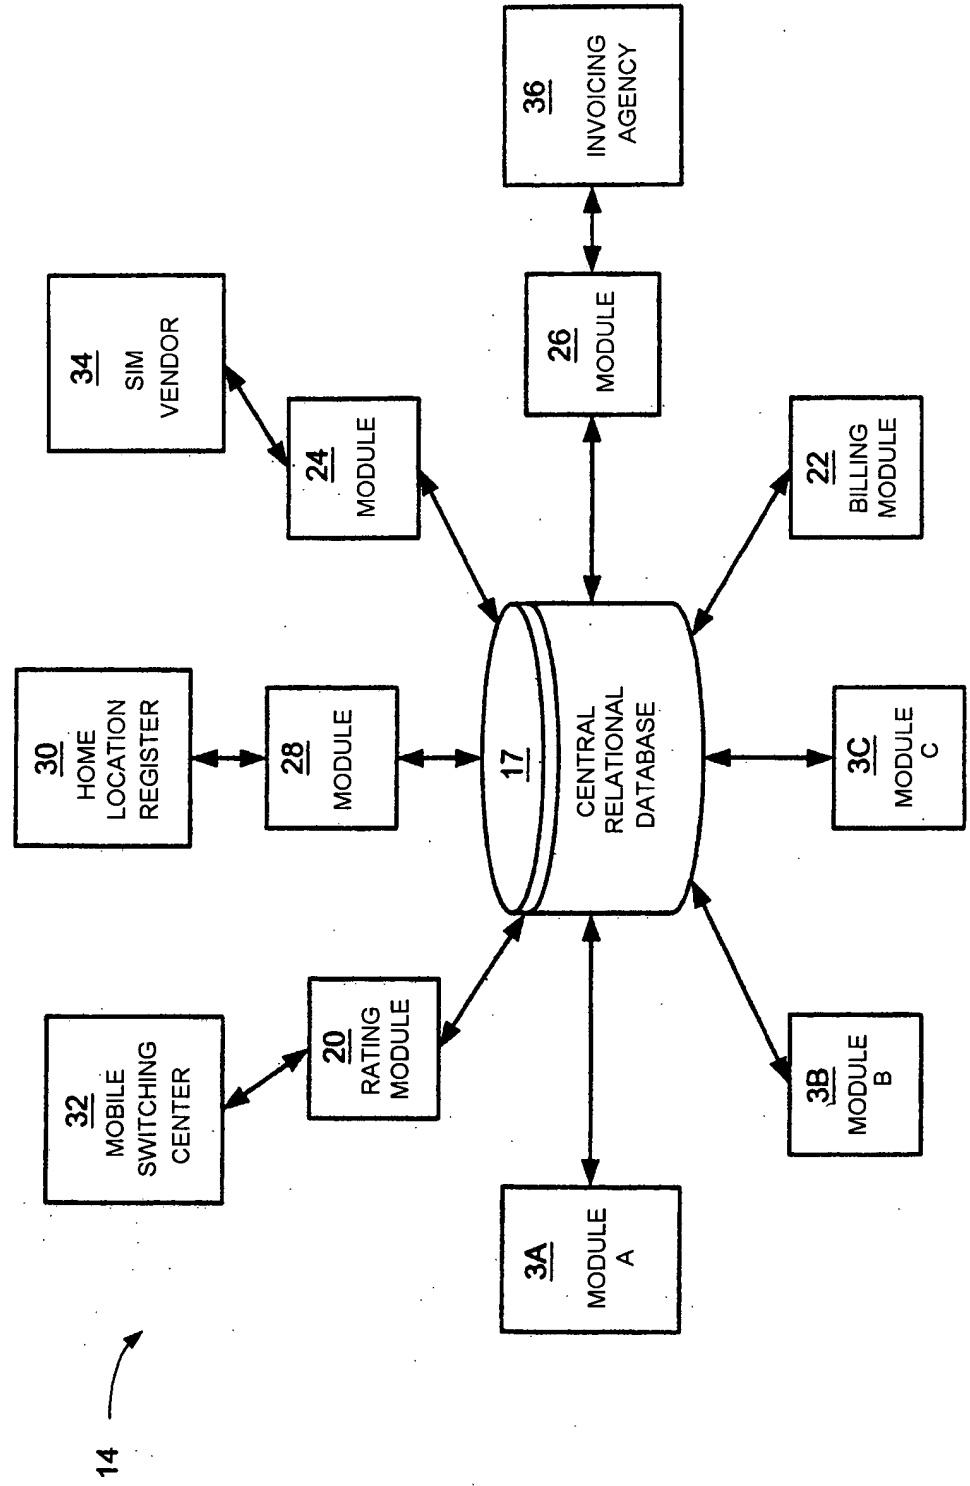 14
32
MOBILE
SWITCHING
CENTER
30
HOME
LOCATION
REGISTER
34
SIM
VENDOR
20
RATING
MODULE
28
MODULE
24
MODULE
3A
MODULE
A
17
CENTRAL
RELATIONAL
DATABASE
26
MODULE
36
INVOICING
AGENCY
3B
MODULE
B
3C
MODULE
C
22
BILLING
MODULE